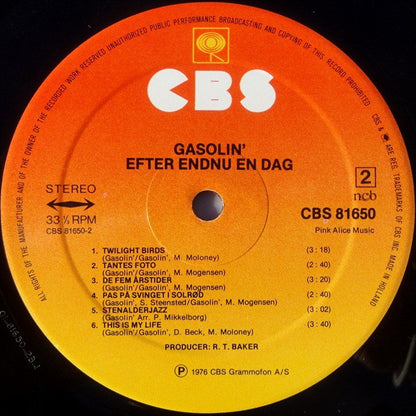 ALL RIGHTS OF THE MANUFACTURER AND OF THE OWNER OF THE RECORDED WORK RESERVED UNAUTHORIZED PUBLIC PERFORMANCE BROADCASTING AND COPYING OF THIS RECORD PROHIBITED
CBS & ARE REG. TRADEMARKS OF CBS INC MADE IN HOLLAND
CBS
GASOLIN'
EFTER ENDNU EN DAG
STEREO
33⅓ RPM
CBS 81650-2
2
ncb
CBS 81650
Pink Alice Music
1. TWILIGHT BIRDS (3:18)
(Gasolin'/Gasolin', M Moloney)
2. TANTES FOTO (2:40)
(Gasolin'/Gasolin', M. Mogensen)
3. DE FEM ÅRSTIDER (3:20)
(Gasolin'/Gasolin', M. Mogensen)
4. PAS PÅ SVINGET I SOLRØD (2:40)
(Gasolin', S. Steensted/Gasolin', M. Mogensen)
5. STENALDERJAZZ (3:02)
(Gasolin' Arr. P. Mikkelborg)
6. THIS IS MY LIFE (3:40)
(Gasolin'/Gasolin', D. Beck, M. Moloney)
PRODUCER: R. T. BAKER
Ⓟ 1976 CBS Grammofon A/S